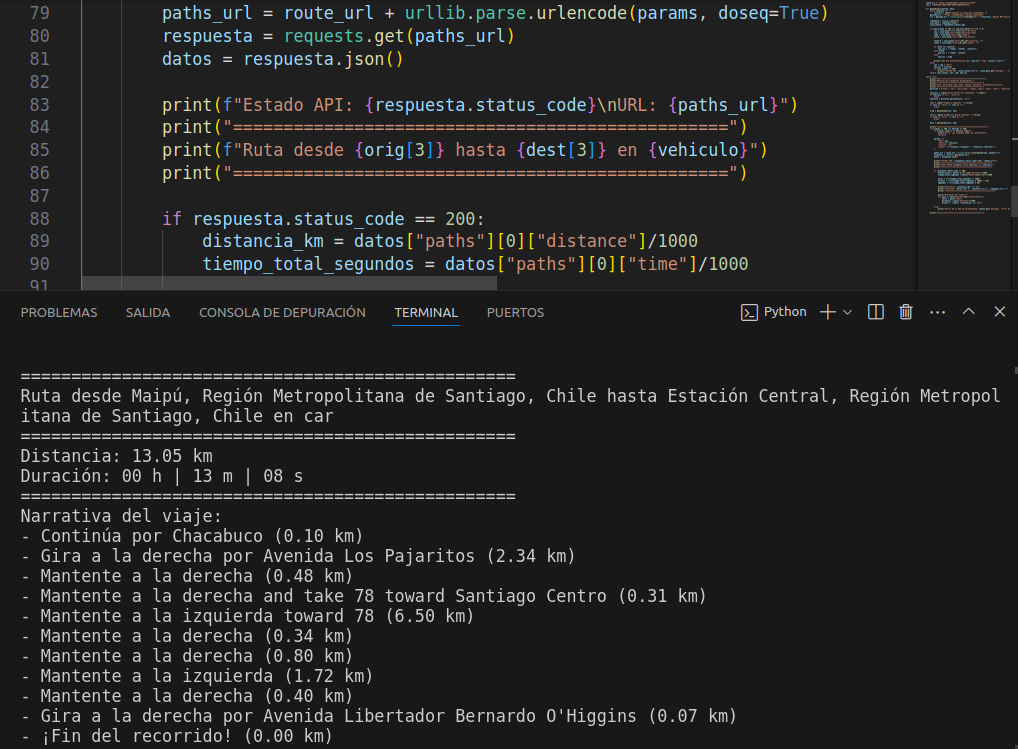 79 paths_url = route_url + urllib.parse.urlencode(params, doseq=True)
80 respuesta = requests.get(paths_url)
81 datos = respuesta.json()
82
83 print(f"Estado API: {respuesta.status_code}\nURL: {paths_url}")
84 print("=================================================")
85 print(f"Ruta desde {orig[3]} hasta {dest[3]} en {vehiculo}")
86 print("=================================================")
87
88 if respuesta.status_code == 200:
89 distancia_km = datos["paths"][0]["distance"]/1000
90 tiempo_total_segundos = datos["paths"][0]["time"]/1000
91
PROBLEMAS SALIDA CONSOLA DE DEPURACIÓN TERMINAL PUERTOS Python
=================================================
Ruta desde Maipú, Región Metropolitana de Santiago, Chile hasta Estación Central, Región Metropol
itana de Santiago, Chile en car
=================================================
Distancia: 13.05 km
Duración: 00 h | 13 m | 08 s
=================================================
Narrativa del viaje:
- Continúa por Chacabuco (0.10 km)
- Gira a la derecha por Avenida Los Pajaritos (2.34 km)
- Mantente a la derecha (0.48 km)
- Mantente a la derecha and take 78 toward Santiago Centro (0.31 km)
- Mantente a la izquierda toward 78 (6.50 km)
- Mantente a la derecha (0.34 km)
- Mantente a la derecha (0.80 km)
- Mantente a la izquierda (1.72 km)
- Mantente a la derecha (0.40 km)
- Gira a la derecha por Avenida Libertador Bernardo O'Higgins (0.07 km)
- ¡Fin del recorrido! (0.00 km)